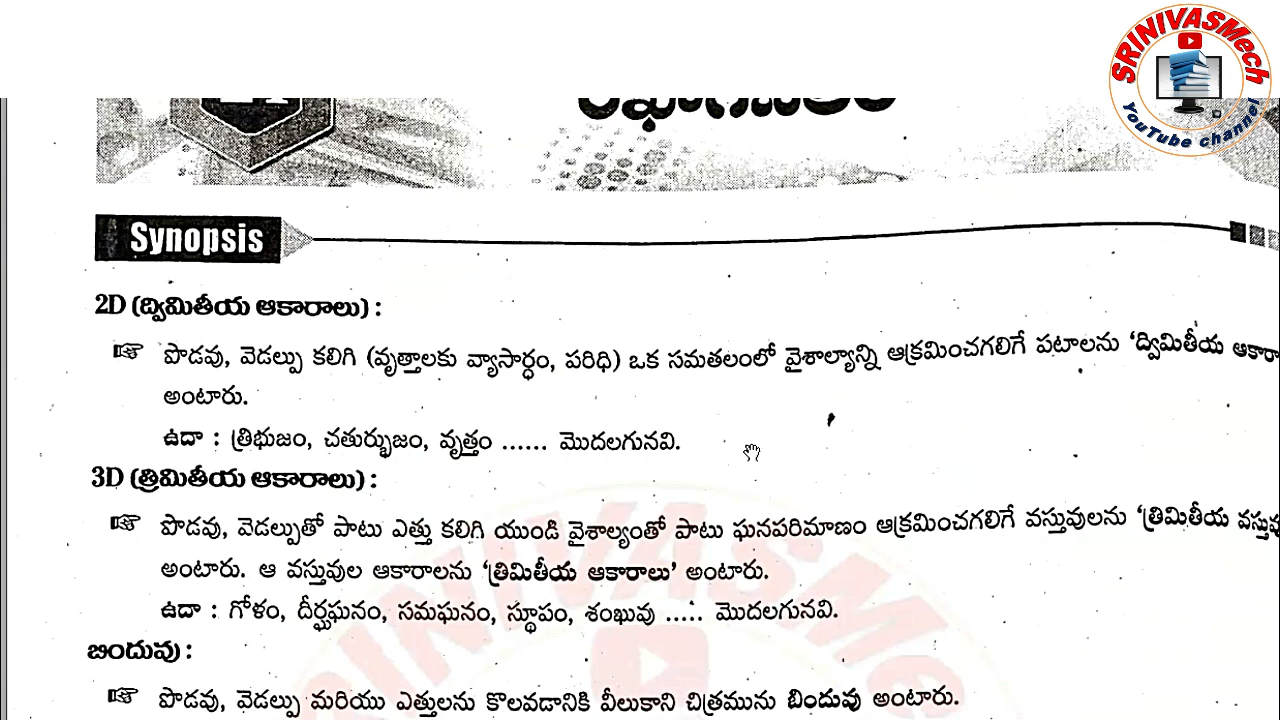 SRINIVASMech
YouTube channel
రేఖాగణితం
Synopsis
2D (ద్విమితీయ ఆకారాలు) :
☞ పొడవు, వెడల్పు కలిగి (వృత్తాలకు వ్యాసార్ధం, పరిధి) ఒక సమతలంలో వైశాల్యాన్ని ఆక్రమించగలిగే పటాలను ‘ద్విమితీయ
అంటారు.
ఉదా : త్రిభుజం, చతుర్భుజం, వృత్తం ...... మొదలగునవి.
3D (త్రిమితీయ ఆకారాలు) :
☞ పొడవు, వెడల్పుతో పాటు ఎత్తు కలిగి యుండి వైశాల్యంతో పాటు ఘనపరిమాణం ఆక్రమించగలిగే వస్తువులను ‘త్రిమితీయ
అంటారు. ఆ వస్తువుల ఆకారాలను ‘త్రిమితీయ ఆకారాలు’ అంటారు.
ఉదా : గోళం, దీర్ఘఘనం, సమఘనం, స్థూపం, శంఖువు ..... మొదలగునవి.
బిందువు :
☞ పొడవు, వెడల్పు మరియు ఎత్తులను కొలవడానికి వీలుకాని చిత్రమును బిందువు అంటారు.
SRINIVASMe